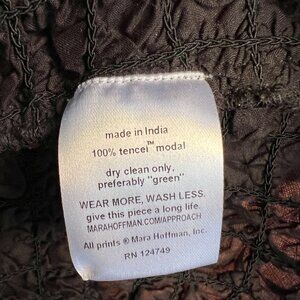 made in India
100% tencel™ modal
dry clean only,
preferably "green"
WEAR MORE, WASH LESS.
give this piece a long life.
MARAHOFFMAN.COM/APPROACH
All prints ® Mara Hoffman, Inc.
RN 124749